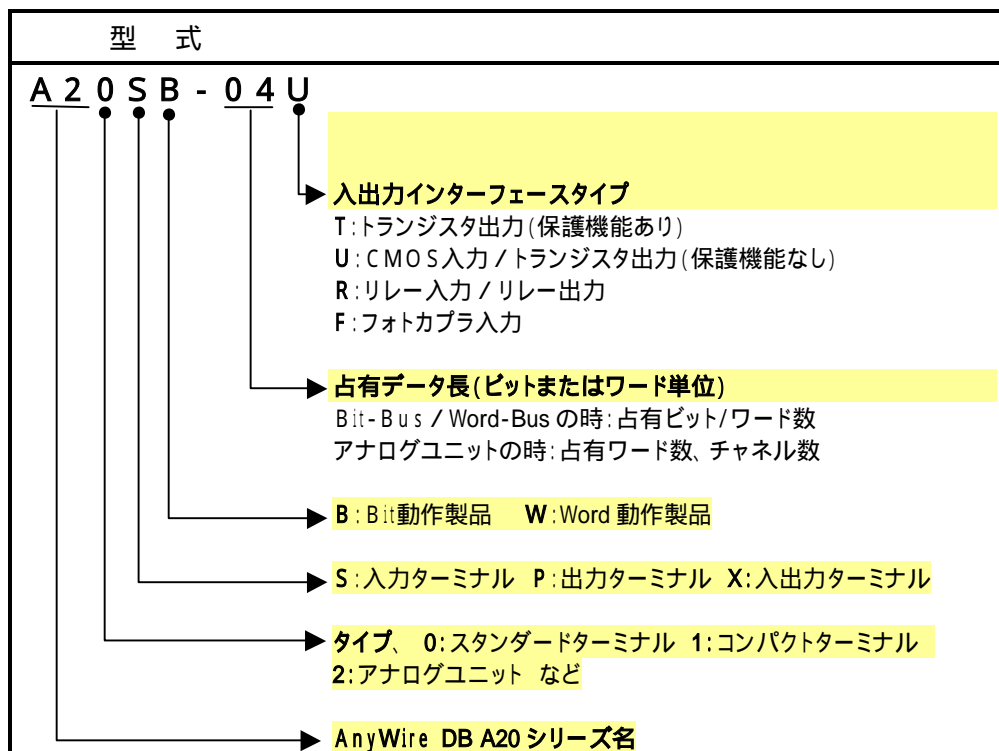 型 式
A20SB-04U
入出力インターフェースタイプ
T:トランジスタ出力(保護機能あり)
U:CMOS入力/トランジスタ出力(保護機能なし)
R:リレー入力/リレー出力
F:フォトカプラ入力
占有データ長(ビットまたはワード単位)
Bit-Bus/Word-Busの時:占有ビット/ワード数
アナログユニットの時:占有ワード数、チャネル数
B:Bit動作製品 W:Word動作製品
S:入力ターミナル P:出力ターミナル X:入出力ターミナル
タイプ、 0:スタンダードターミナル 1:コンパクトターミナル
2:アナログユニット など
AnyWire DB A20シリーズ名